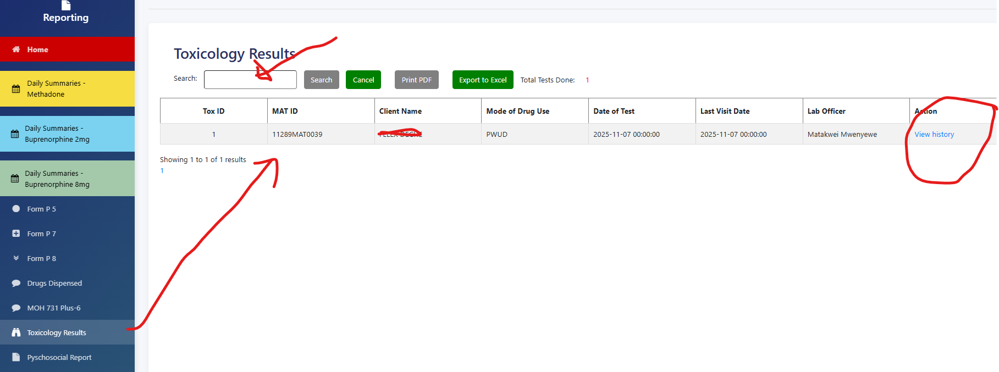 Reporting
Home
Daily Summaries -
Methadone
Daily Summaries -
Buprenorphine 2mg
Daily Summaries -
Buprenorphine 8mg
Form P 5
Form P 7
Form P 8
Drugs Dispensed
MOH 731 Plus-6
Toxicology Results
Pyschosocial Report
Toxicology Results
Search: Search Cancel Print PDF Export to Excel Total Tests Done: 1
Tox ID MAT ID Client Name Mode of Drug Use Date of Test Last Visit Date Lab Officer Action
1 11289MAT0039 PWUD 2025-11-07 00:00:00 2025-11-07 00:00:00 Matakwei Mwenyewe View history
Showing 1 to 1 of 1 results
1